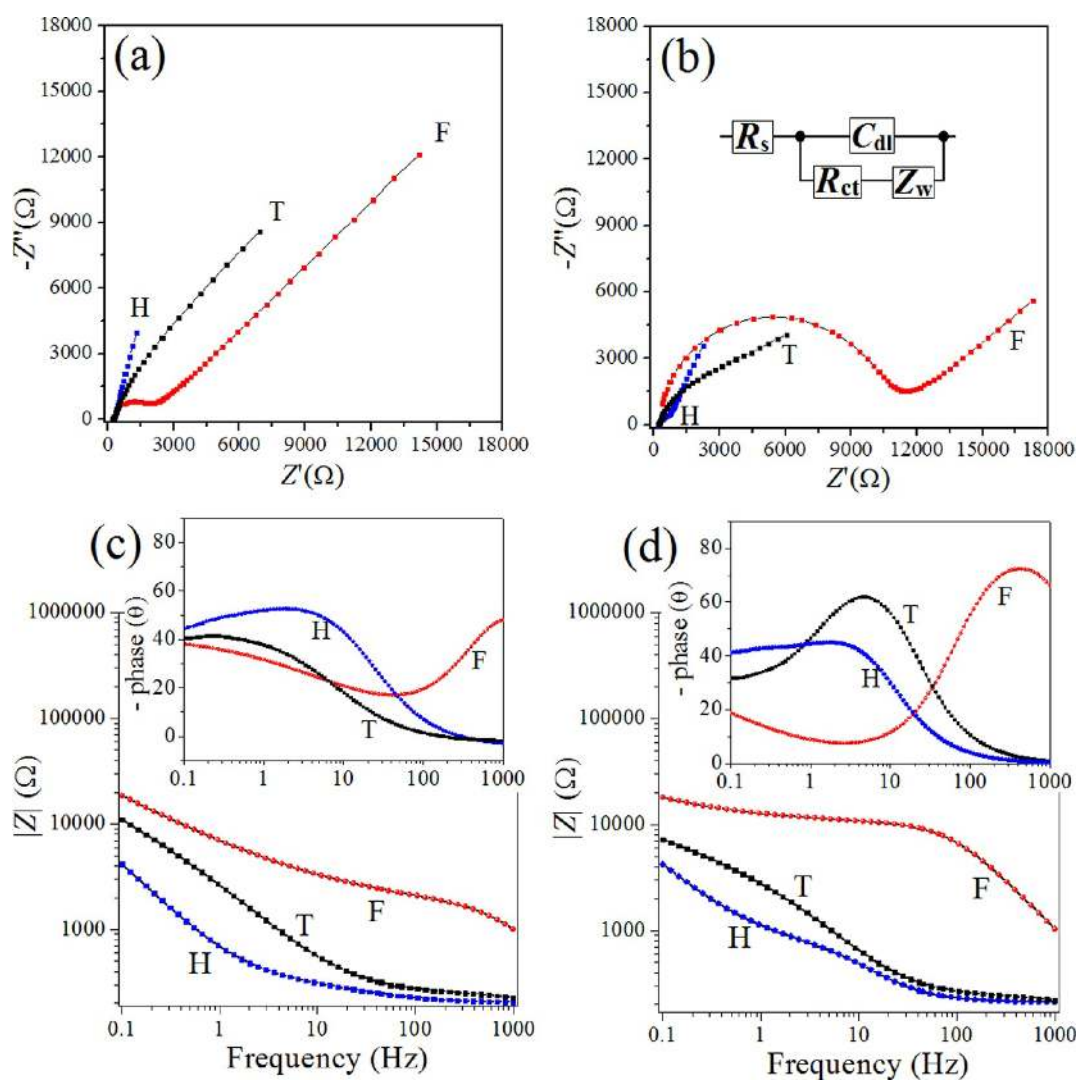 (a)
18000
15000
12000
9000
6000
3000
0
-Z''(Ω)
F
T
H
0 3000 6000 9000 12000 15000 18000
Z'(Ω)
(b)
18000
15000
12000
9000
6000
3000
0
-Z''(Ω)
Rs
Cdl
Rct Zw
T
F
H
0 3000 6000 9000 12000 15000 18000
Z'(Ω)
(c)
80
60
40
20
0
- phase (θ)
H
F
T
0.1 1 10 100 1000
1000000
100000
10000
1000
|Z| (Ω)
F
T
H
0.1 1 10 100 1000
Frequency (Hz)
(d)
80
60
40
20
0
- phase (θ)
T
F
H
0.1 1 10 100 1000
1000000
100000
10000
1000
|Z| (Ω)
F
T
H
0.1 1 10 100 1000
Frequency (Hz)